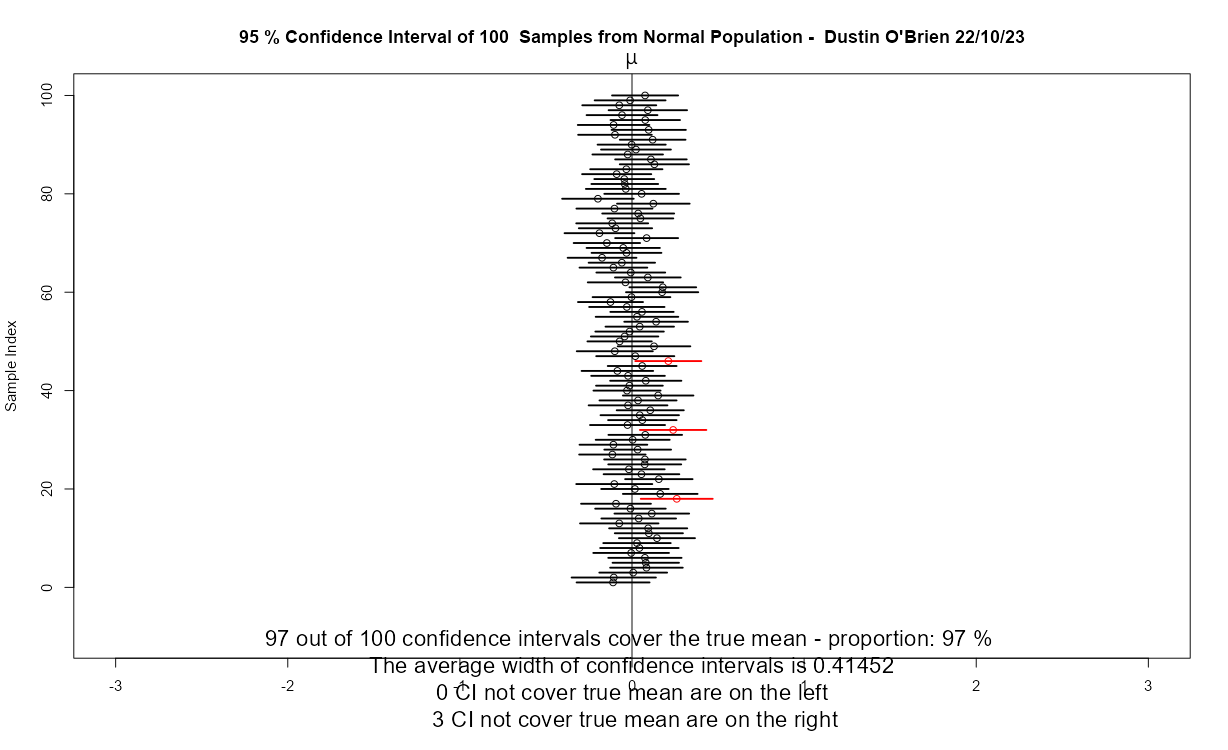 95 % Confidence Interval of 100  Samples from Normal Population -  Dustin O'Brien 22/10/23
μ
100
80
60
40
20
0
Sample Index
97 out of 100 confidence intervals cover the true mean - proportion: 97 %
The average width of confidence intervals is 0.41452
-3
-2
-1
0
1
2
3
0 CI not cover true mean are on the left
3 CI not cover true mean are on the right